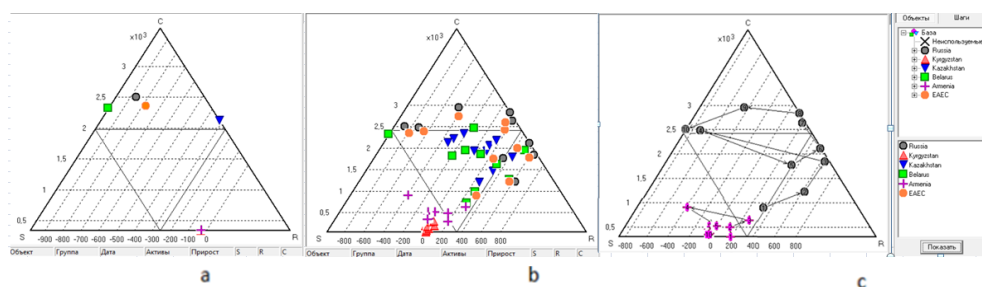 C
×10³
3
2.5
2
1.5
1
0.5
S
R
-900 -800 -700 -600 -500 -400 -300 -200 -100 0
Объект Группа Дата Активы Прирост S R C
a
C
×10³
3
2.5
2
1.5
1
0.5
S
R
-800 -600 -400 -200 0 200 400 600 800
Объект Группа Дата Активы Прирост S R C
b
C
×10³
3
2.5
2
1.5
1
0.5
S
R
-800 -600 -400 -200 0 200 400 600 800
c
Объекты Шаги
База
Неиспользуемые
Russia
Kyrgyzstan
Kazakhstan
Belarus
Armenia
EAEC
Russia
Kyrgyzstan
Kazakhstan
Belarus
Armenia
EAEC
Показать